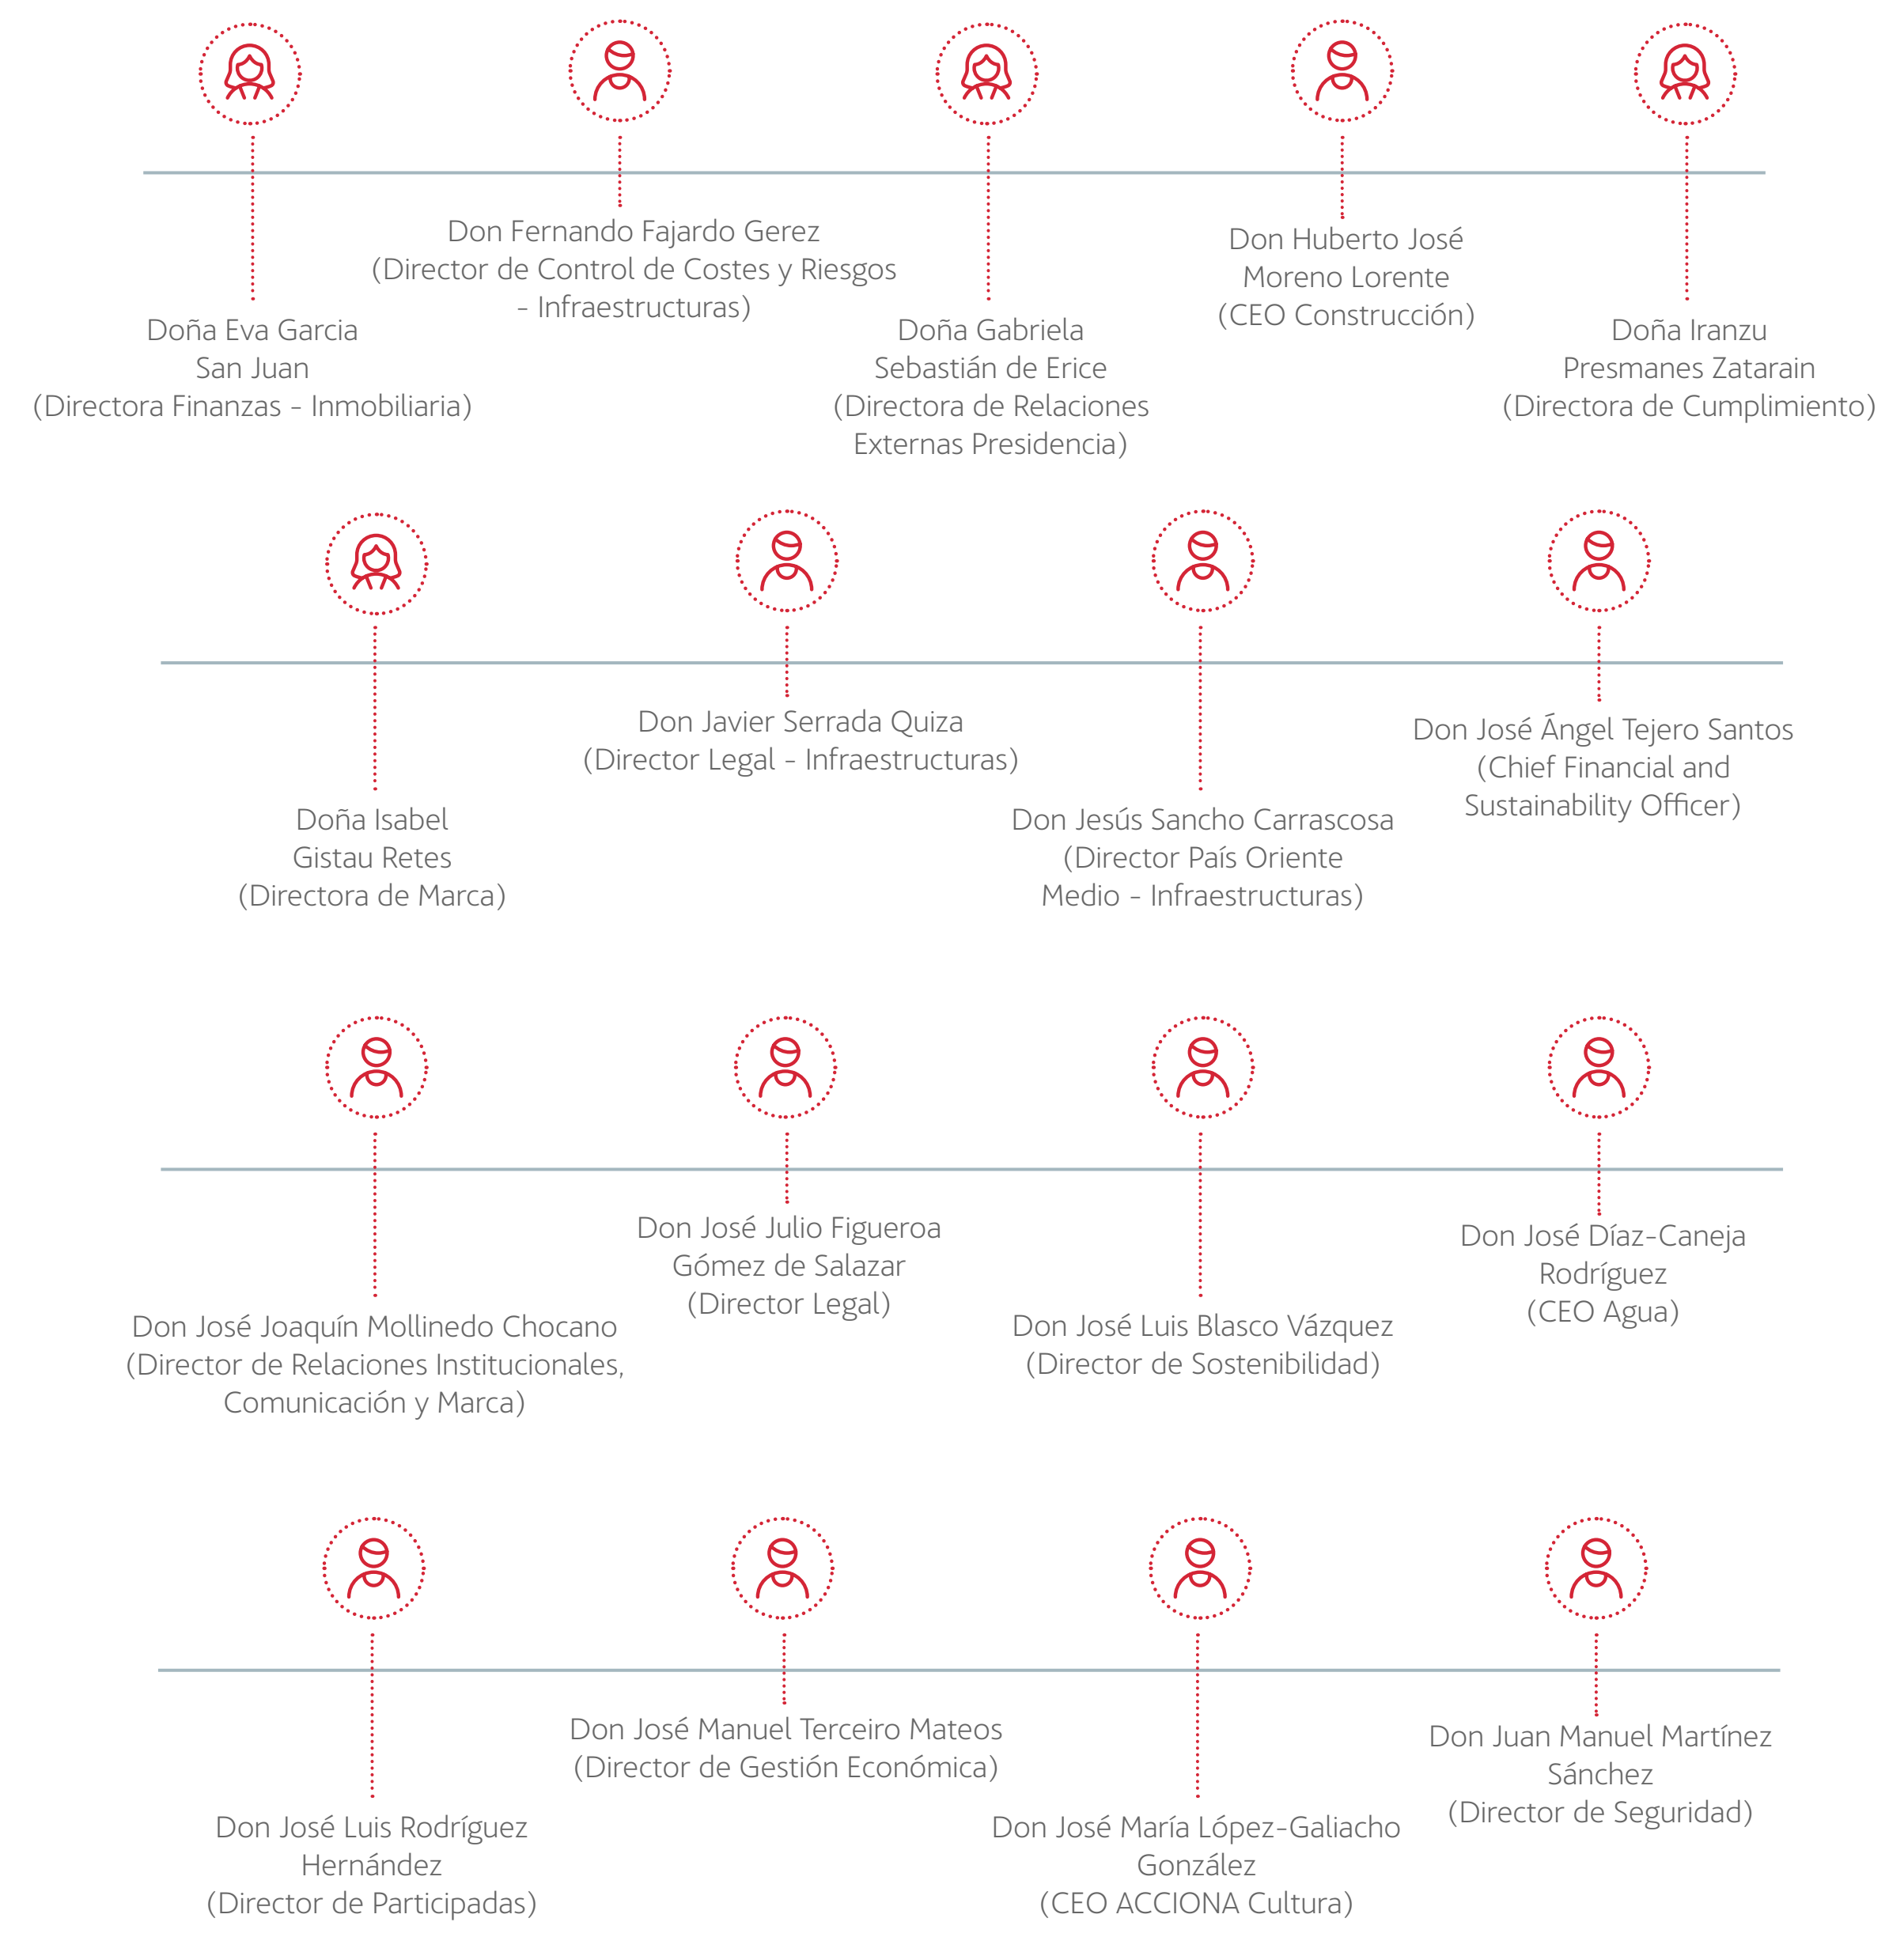 Doña Eva Garcia
San Juan
(Directora Finanzas - Inmobiliaria)
Don Fernando Fajardo Gerez
(Director de Control de Costes y Riesgos
- Infraestructuras)
Doña Gabriela
Sebastián de Erice
(Directora de Relaciones
Externas Presidencia)
Don Huberto José
Moreno Lorente
(CEO Construcción)
Doña Iranzu
Presmanes Zatarain
(Directora de Cumplimiento)
Doña Isabel
Gistau Retes
(Directora de Marca)
Don Javier Serrada Quiza
(Director Legal - Infraestructuras)
Don Jesús Sancho Carrascosa
(Director País Oriente
Medio - Infraestructuras)
Don José Ángel Tejero Santos
(Chief Financial and
Sustainability Officer)
Don José Joaquín Mollinedo Chocano
(Director de Relaciones Institucionales,
Comunicación y Marca)
Don José Julio Figueroa
Gómez de Salazar
(Director Legal)
Don José Luis Blasco Vázquez
(Director de Sostenibilidad)
Don José Díaz-Caneja
Rodríguez
(CEO Agua)
Don José Luis Rodríguez
Hernández
(Director de Participadas)
Don José Manuel Terceiro Mateos
(Director de Gestión Económica)
Don José María López-Galiacho
González
(CEO ACCIONA Cultura)
Don Juan Manuel Martínez
Sánchez
(Director de Seguridad)